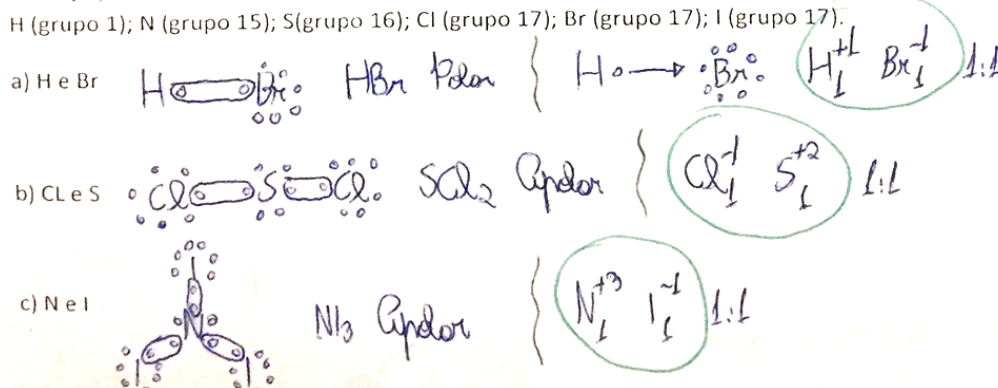 H (grupo 1); N (grupo 15); S(grupo 16); Cl (grupo 17); Br (grupo 17); I (grupo 17).
a) H e Br H Br HBr Polar H Br H +1 1 Br -1 1 1:1
b) CL e S Cl S Cl SCl2 Apolar Cl -1 1 S +2 1 1:1
I
c) N e I N NI3 Apolar N +3 1 I -1 1 1:1
I I